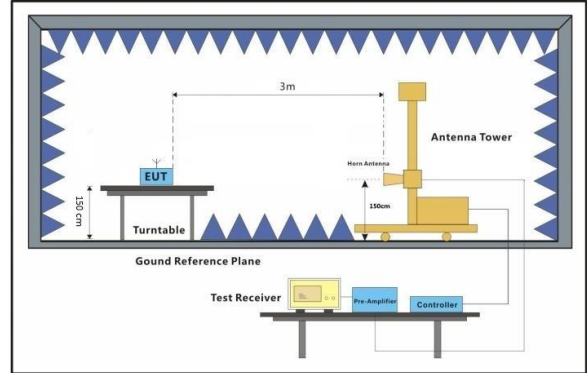 3m
Antenna Tower
Horn Antenna
EUT
150 cm
150cm
Turntable
Gound Reference Plane
Test Receiver
Pre-Amplifier
Controller